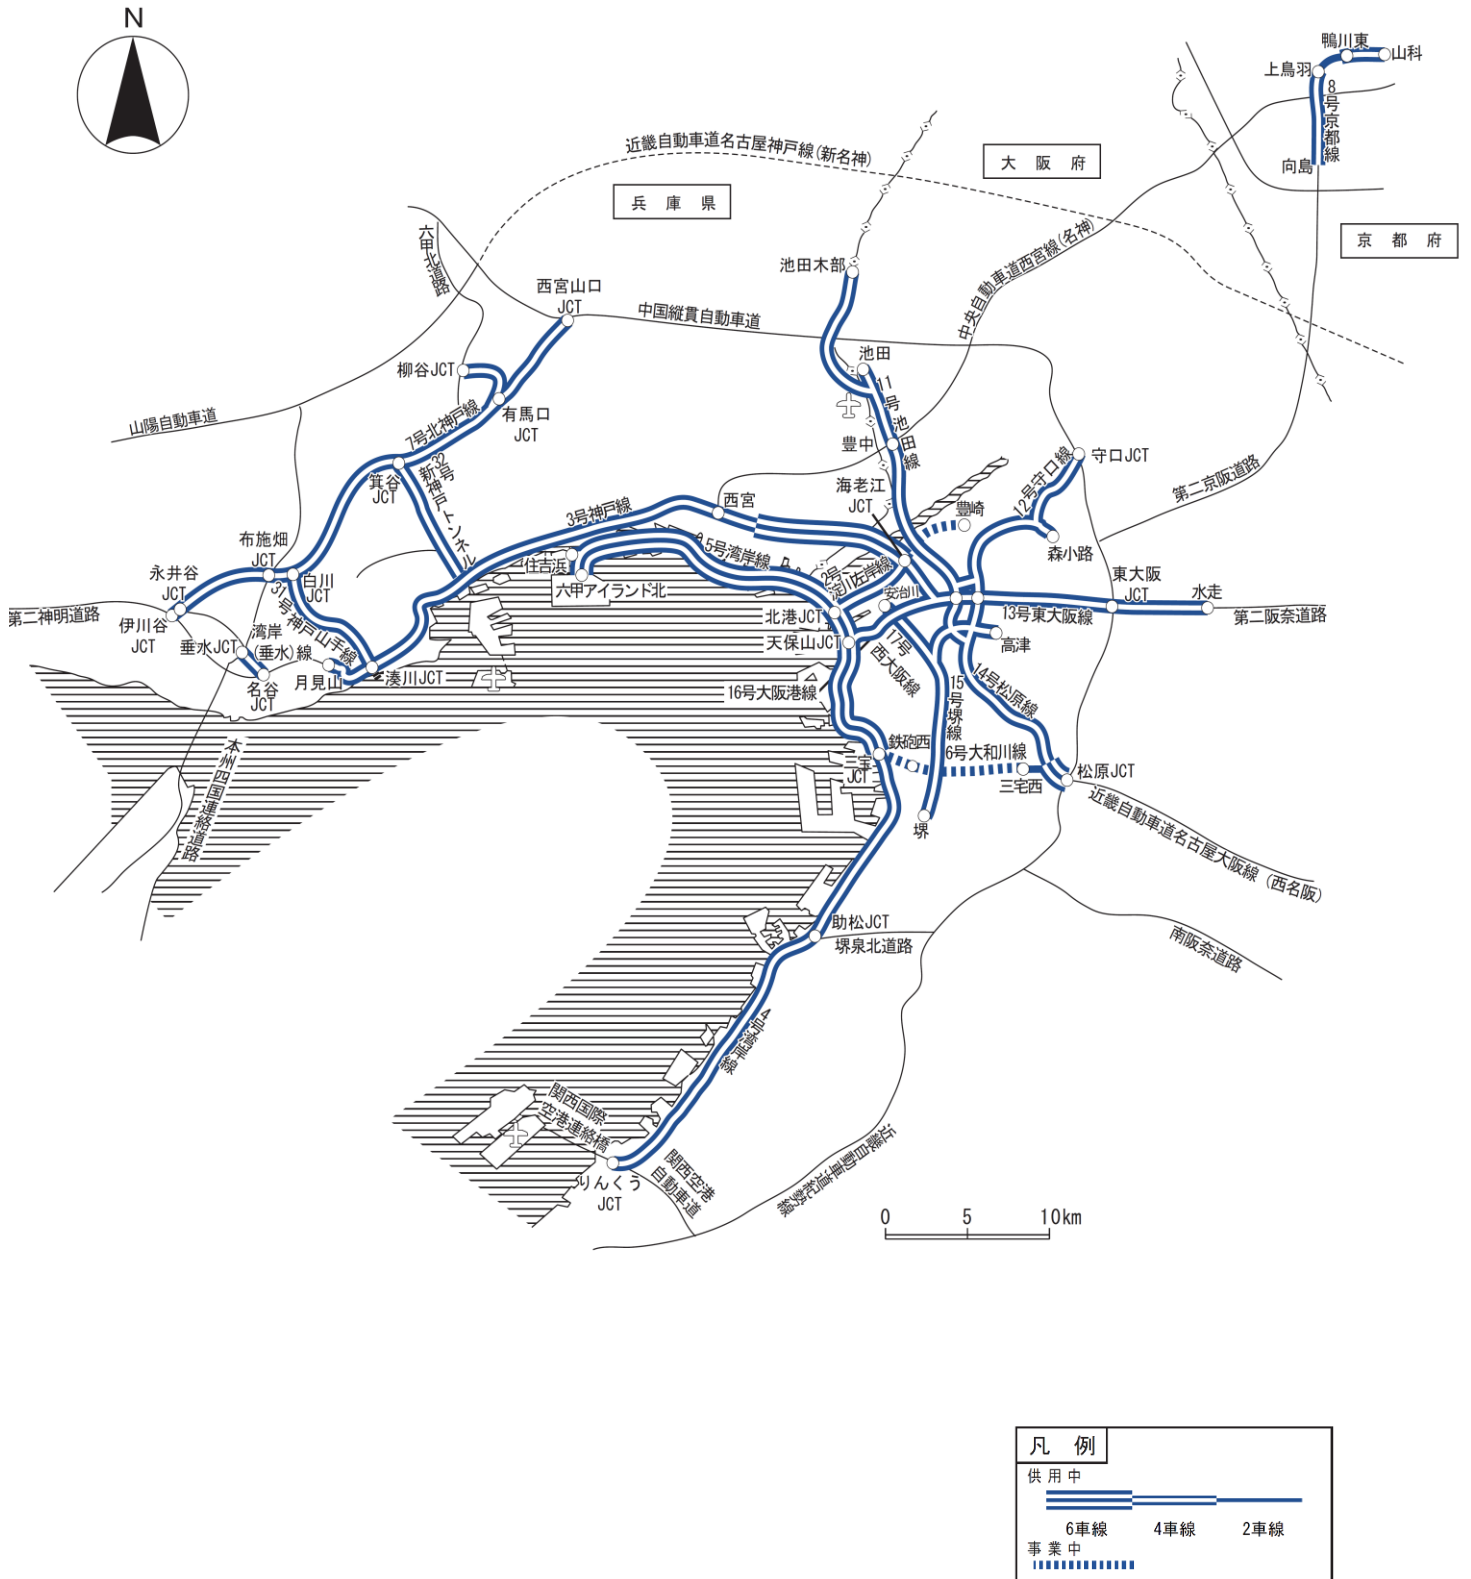 N
鴨川東
山科
上鳥羽
8号京都線
向島
近畿自動車道名古屋神戸線(新名神)
大阪府
兵庫県
京都府
六甲北道路
池田木部
中央自動車道西宮線(名神)
西宮山口
JCT
中国縦貫自動車道
池田
柳谷JCT
11号池田線
山陽自動車道
7号北神戸線
有馬口
JCT
豊中
12号守口線
守口JCT
箕谷
JCT
新神戸トンネル
32号
海老江
JCT
第二京阪道路
西宮
豊崎
3号神戸線
森小路
布施畑
JCT
5号湾岸線
住吉浜
2号淀川左岸線
東大阪
JCT
永井谷
JCT
白川
JCT
六甲アイランド北
安治川
水走
第二神明道路
31号神戸山手線
北港JCT
13号東大阪線
第二阪奈道路
伊川谷
JCT
垂水JCT
湾岸
(垂水)線
天保山JCT
17号
西大阪線
高津
名谷
JCT
月見山
湊川JCT
16号大阪港線
14号松原線
15号堺線
本州四国連絡道路
鉄砲西
6号大和川線
三宝
JCT
三宅西
松原JCT
堺
近畿自動車道名古屋大阪線(西名阪)
助松JCT
堺泉北道路
南阪奈道路
4号湾岸線
関西国際
空港連絡橋
関西空港
自動車道
近畿自動車道紀勢線
りんくう
JCT
0 5 10km
凡例
供用中
6車線 4車線 2車線
事業中